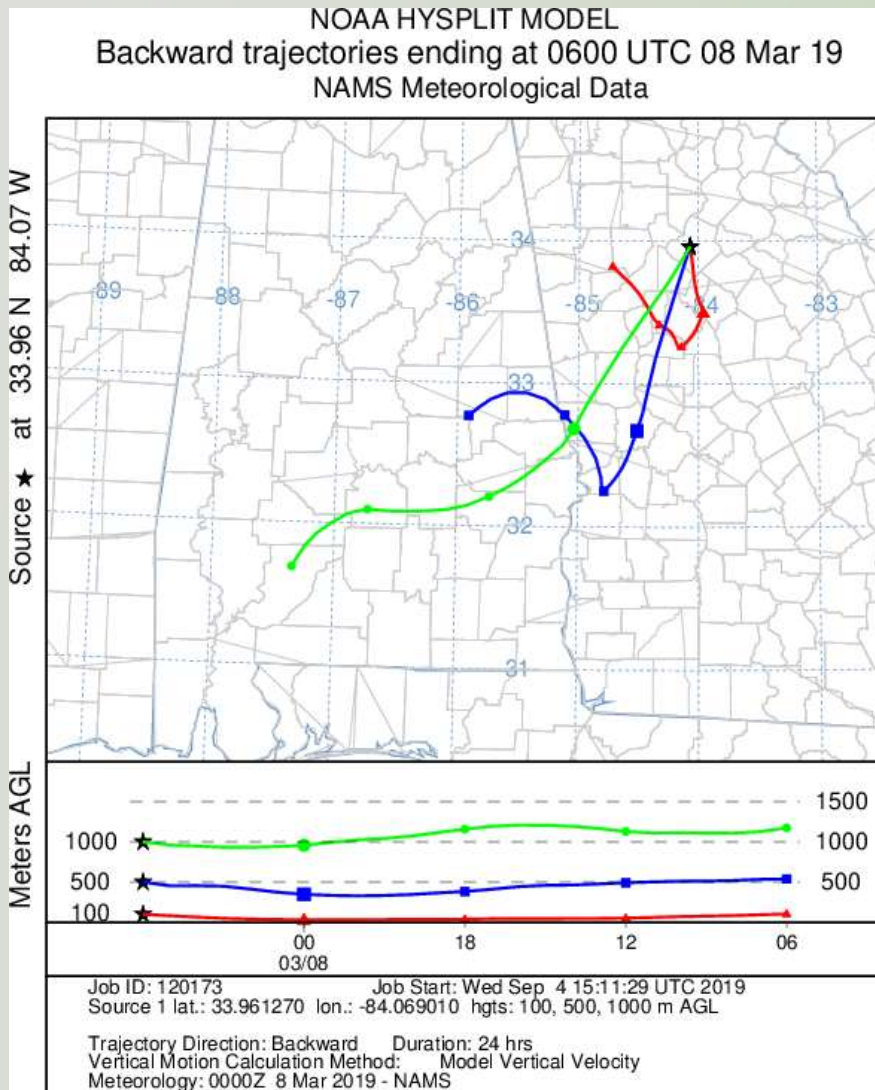 NOAA HYSPLIT MODEL
Backward trajectories ending at 0600 UTC 08 Mar 19
NAMS Meteorological Data
Source ★ at 33.96 N 84.07 W
34
-89
-88
-87
-86
-85
-84
-83
33
32
31
Meters AGL
1500
1000
1000
500
500
100
00
18
12
06
03/08
Job ID: 120173 Job Start: Wed Sep 4 15:11:29 UTC 2019
Source 1 lat.: 33.961270 lon.: -84.069010 hgts: 100, 500, 1000 m AGL
Trajectory Direction: Backward Duration: 24 hrs
Vertical Motion Calculation Method: Model Vertical Velocity
Meteorology: 0000Z 8 Mar 2019 - NAMS